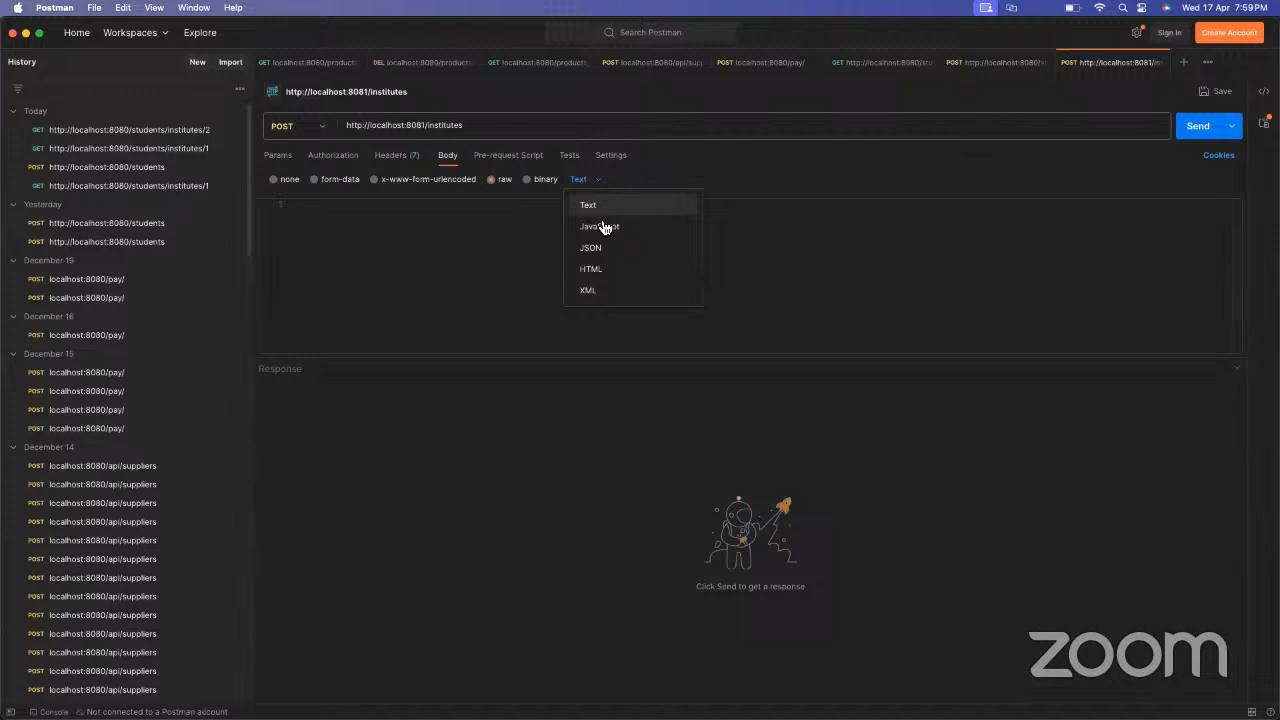 Postman File Edit View Window Help Wed 17 Apr 7:59 PM
Home Workspaces Explore Search Postman Sign In Create Account
History New Import
GET localhost:8080/product DEL localhost:8080/products GET localhost:8080/products, POST localhost:8080/api/supp POST localhost:8080/pay/ GET http://localhost:8080/stu POST http://localhost:8080/s POST http://localhost:8081/in
http://localhost:8081/institutes Save
Today
GET http://localhost:8080/students/institutes/2
GET http://localhost:8080/students/institutes/1
POST http://localhost:8080/students
GET http://localhost:8080/students/institutes/1
Yesterday
POST http://localhost:8080/students
POST http://localhost:8080/students
December 19
POST localhost:8080/pay/
POST localhost:8080/pay/
December 16
POST localhost:8080/pay/
December 15
POST localhost:8080/pay/
POST localhost:8080/pay/
POST localhost:8080/pay/
POST localhost:8080/pay/
December 14
POST localhost:8080/api/suppliers
POST localhost:8080/api/suppliers
POST localhost:8080/api/suppliers
POST localhost:8080/api/suppliers
POST localhost:8080/api/suppliers
POST localhost:8080/api/suppliers
POST localhost:8080/api/suppliers
POST localhost:8080/api/suppliers
POST localhost:8080/api/suppliers
POST localhost:8080/api/suppliers
POST localhost:8080/api/suppliers
POST localhost:8080/api/suppliers
POST localhost:8080/api/suppliers
POST http://localhost:8081/institutes Send
Params Authorization Headers (7) Body Pre-request Script Tests Settings Cookies
none form-data x-www-form-urlencoded raw binary Text
1
Text
JavaScript
JSON
HTML
XML
Response
Click Send to get a response
zoom
Console Not connected to a Postman account